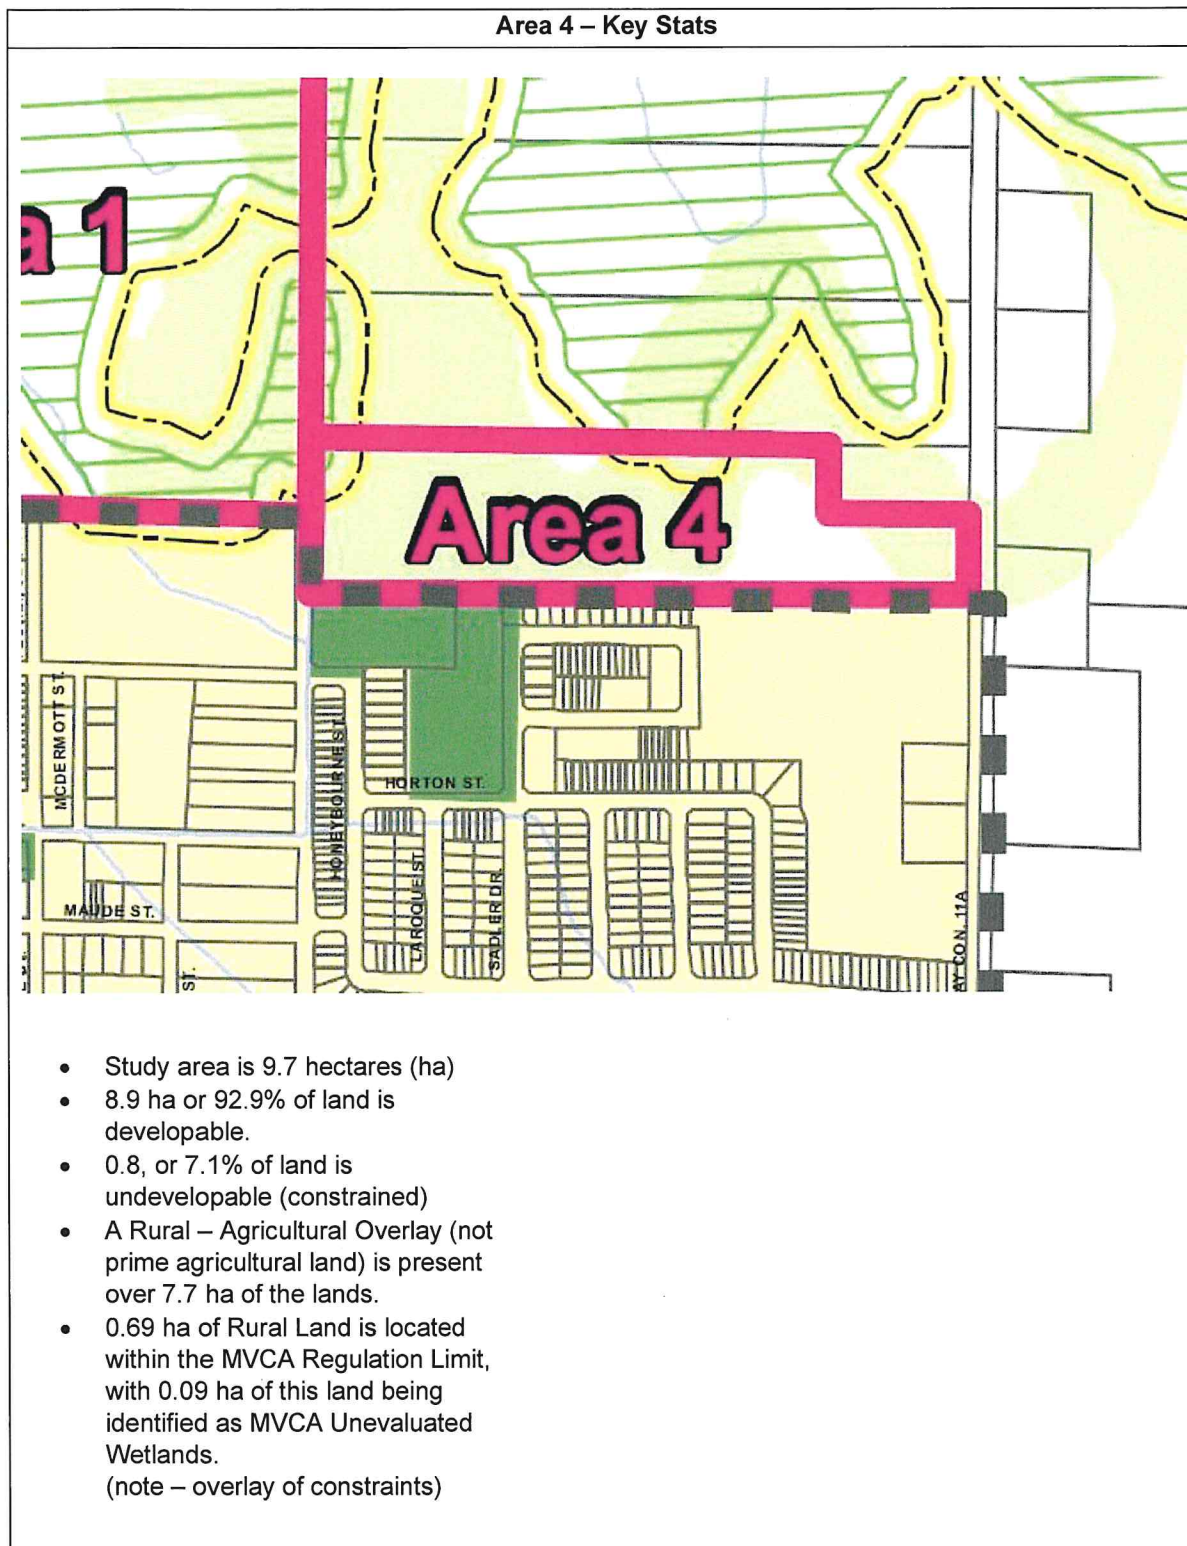 Area 4 – Key Stats
a 1
Area 4
MCDERMOTT ST.
HONEYBOURNE ST.
HORTON ST.
LAROQUE ST.
SADLER DR.
MAUDE ST.
ST.
AY CON. 11A
• Study area is 9.7 hectares (ha)
• 8.9 ha or 92.9% of land is
developable.
• 0.8, or 7.1% of land is
undevelopable (constrained)
• A Rural – Agricultural Overlay (not
prime agricultural land) is present
over 7.7 ha of the lands.
• 0.69 ha of Rural Land is located
within the MVCA Regulation Limit,
with 0.09 ha of this land being
identified as MVCA Unevaluated
Wetlands.
(note – overlay of constraints)